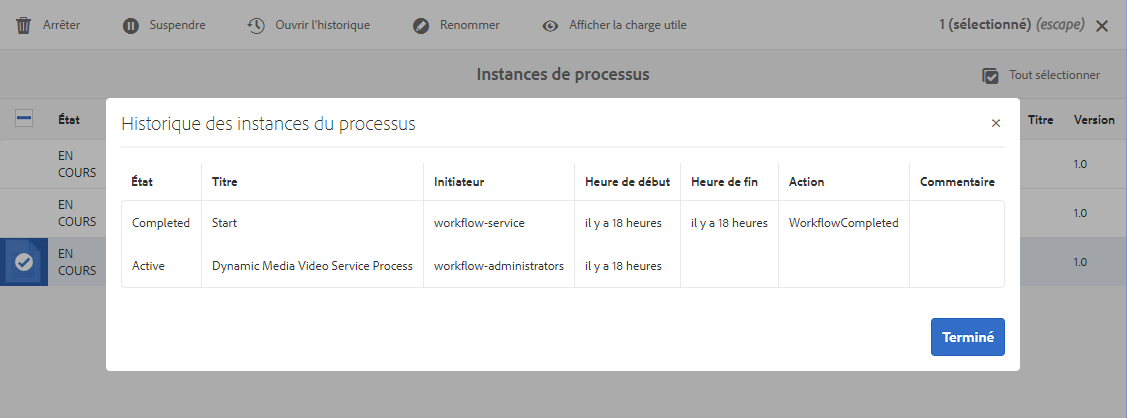 Arrêter Suspendre Ouvrir l'historique Renommer Afficher la charge utile 1 (sélectionné) (escape)
Instances de processus Tout sélectionner
État Titre Version
Historique des instances du processus ×
EN COURS 1.0
État Titre Initiateur Heure de début Heure de fin Action Commentaire
EN COURS 1.0
Completed Start workflow-service il y a 18 heures il y a 18 heures WorkflowCompleted
EN COURS 1.0
Active Dynamic Media Video Service Process workflow-administrators il y a 18 heures
Terminé